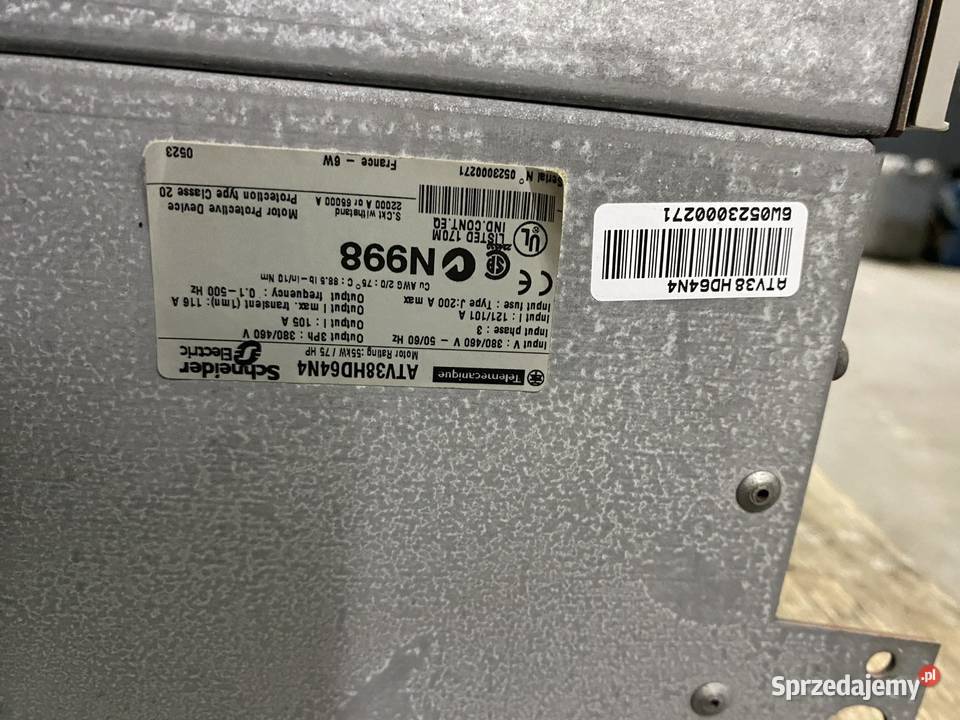 Telemecanique
ATV38HD64N4
Schneider
Electric
Motor Rating :55kW / 75 HP
Input V : 380/460 V - 50/60 Hz
Output 3Ph : 380/460 V
Input phase : 3
Output I : 105 A
Input I : 121/101 A
Output I max. transient (1mn): 116 A
Input fuse : Type J:200 A max
Output frequency : 0.1-500 Hz
Cu AWG 2/0 : 75° C : 88.5 lb-in/10 Nm
CE
N998
UL
LISTED 170M
IND.CONT.EQ
S.Ckt withstand
22000 A or 65000 A
Motor Protective Device
Protection type Classe 20
Serial N° 0523000271
France - 6W
0523
ATV38HD64N4
6W0523000271
Sprzedajemy.pl